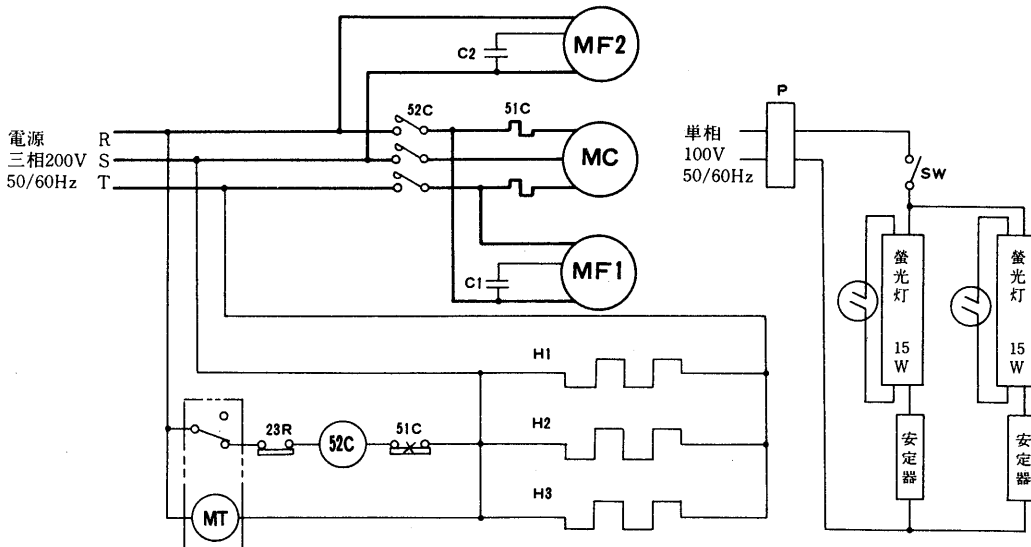 MF2
C2
P
52C
51C
電源
三相200V
50/60Hz
R
S
T
MC
単相
100V
50/60Hz
SW
MF1
C1
螢光灯
15W
螢光灯
15W
H1
23R
52C
51C
H2
安定器
安定器
MT
H3